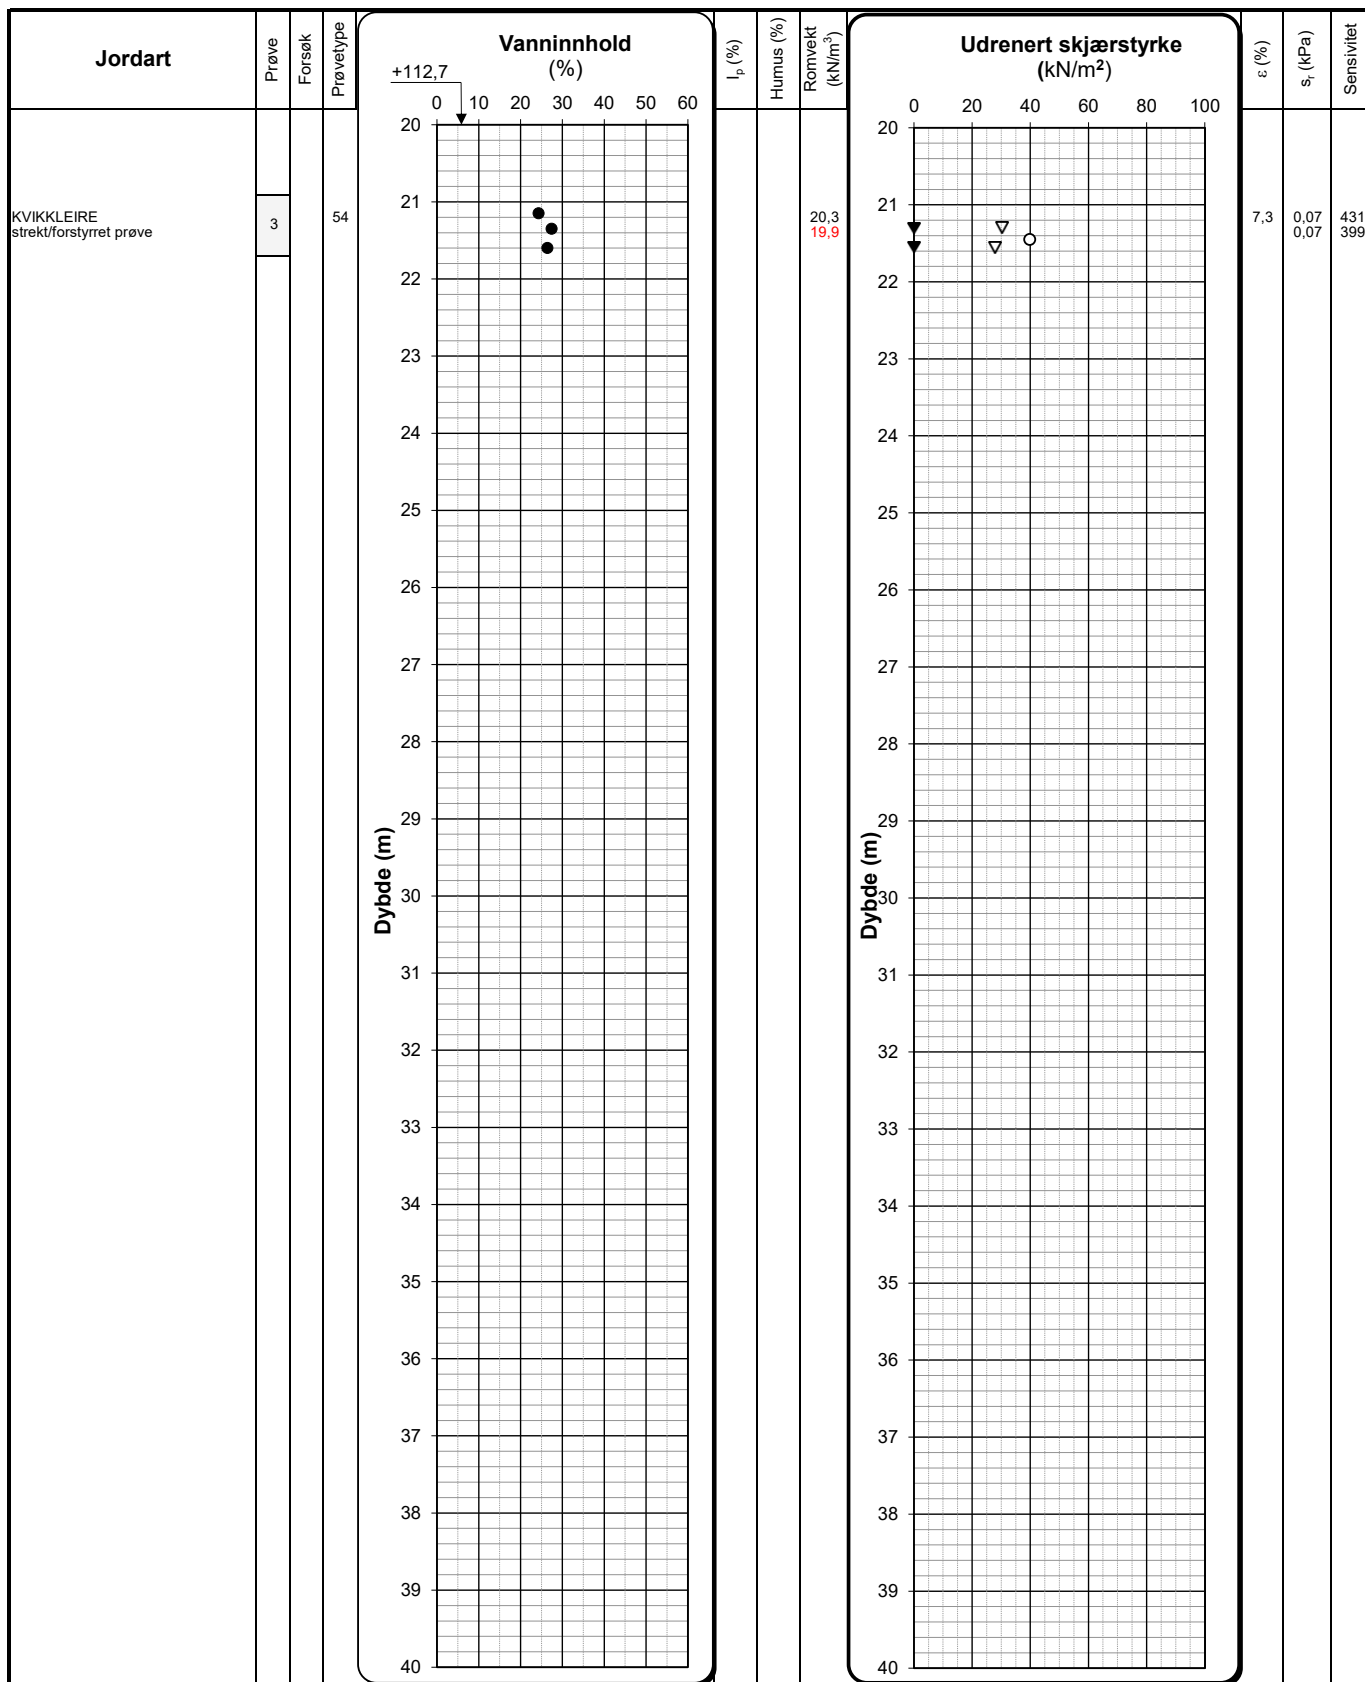 Jordart
Prøve
Forsøk
Prøvetype
Vanninnhold
(%)
+112,7
0 10 20 30 40 50 60
I_p (%)
Humus (%)
Romvekt
(kN/m³)
Udrenert skjærstyrke
(kN/m²)
0 20 40 60 80 100
ε (%)
s_r (kPa)
Sensivitet
KVIKKLEIRE
strekt/forstyrret prøve
3
54
20
21
22
23
24
25
26
27
28
29
30
31
32
33
34
35
36
37
38
39
40
Dybde (m)
20,3
19,9
20
21
22
23
24
25
26
27
28
29
30
31
32
33
34
35
36
37
38
39
40
Dybde (m)
7,3
0,07
0,07
431
399